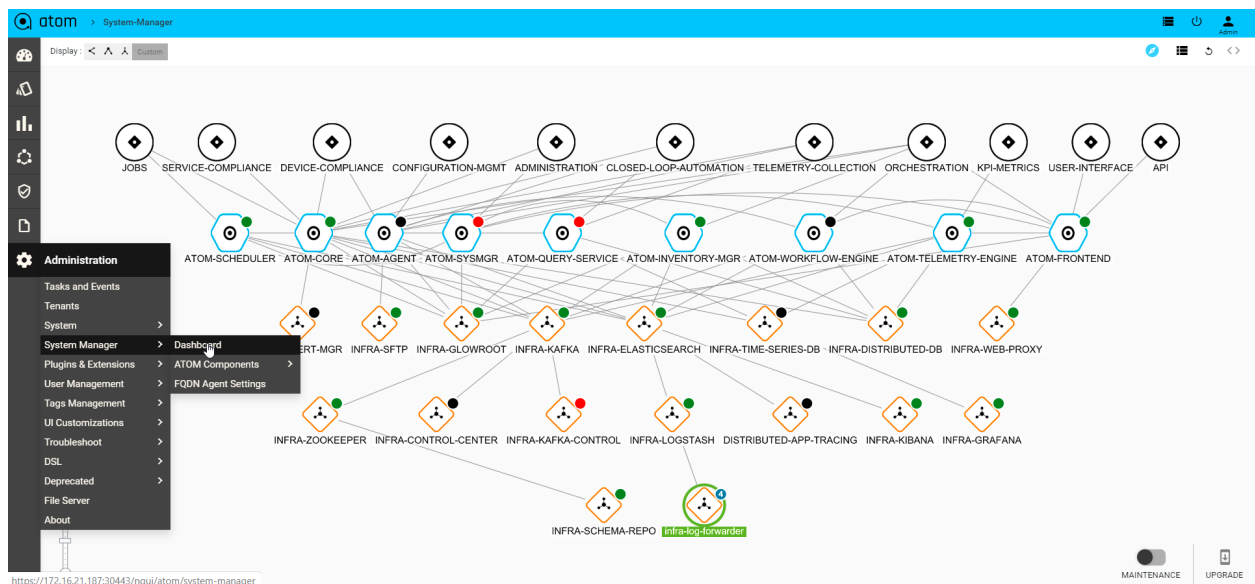 atom > System-Manager
Admin
Display : Custom
JOBS SERVICE-COMPLIANCE DEVICE-COMPLIANCE CONFIGURATION-MGMT ADMINISTRATION CLOSED-LOOP-AUTOMATION TELEMETRY-COLLECTION ORCHESTRATION KPI-METRICS USER-INTERFACE API
ATOM-SCHEDULER ATOM-CORE ATOM-AGENT ATOM-SYSMGR ATOM-QUERY-SERVICE ATOM-INVENTORY-MGR ATOM-WORKFLOW-ENGINE ATOM-TELEMETRY-ENGINE ATOM-FRONTEND
Administration
Tasks and Events
Tenants
System >
System Manager > Dashboard
Plugins & Extensions > ATOM Components >
User Management > FQDN Agent Settings
Tags Management >
UI Customizations >
Troubleshoot >
DSL >
Deprecated >
File Server
About
ERT-MGR INFRA-SFTP INFRA-GLOWROOT INFRA-KAFKA INFRA-ELASTICSEARCH INFRA-TIME-SERIES-DB INFRA-DISTRIBUTED-DB INFRA-WEB-PROXY
INFRA-ZOOKEEPER INFRA-CONTROL-CENTER INFRA-KAFKA-CONTROL INFRA-LOGSTASH DISTRIBUTED-APP-TRACING INFRA-KIBANA INFRA-GRAFANA
4
INFRA-SCHEMA-REPO infra-log-forwarder
MAINTENANCE UPGRADE
https://172.16.21.187:30443/ngui/atom/system-manager